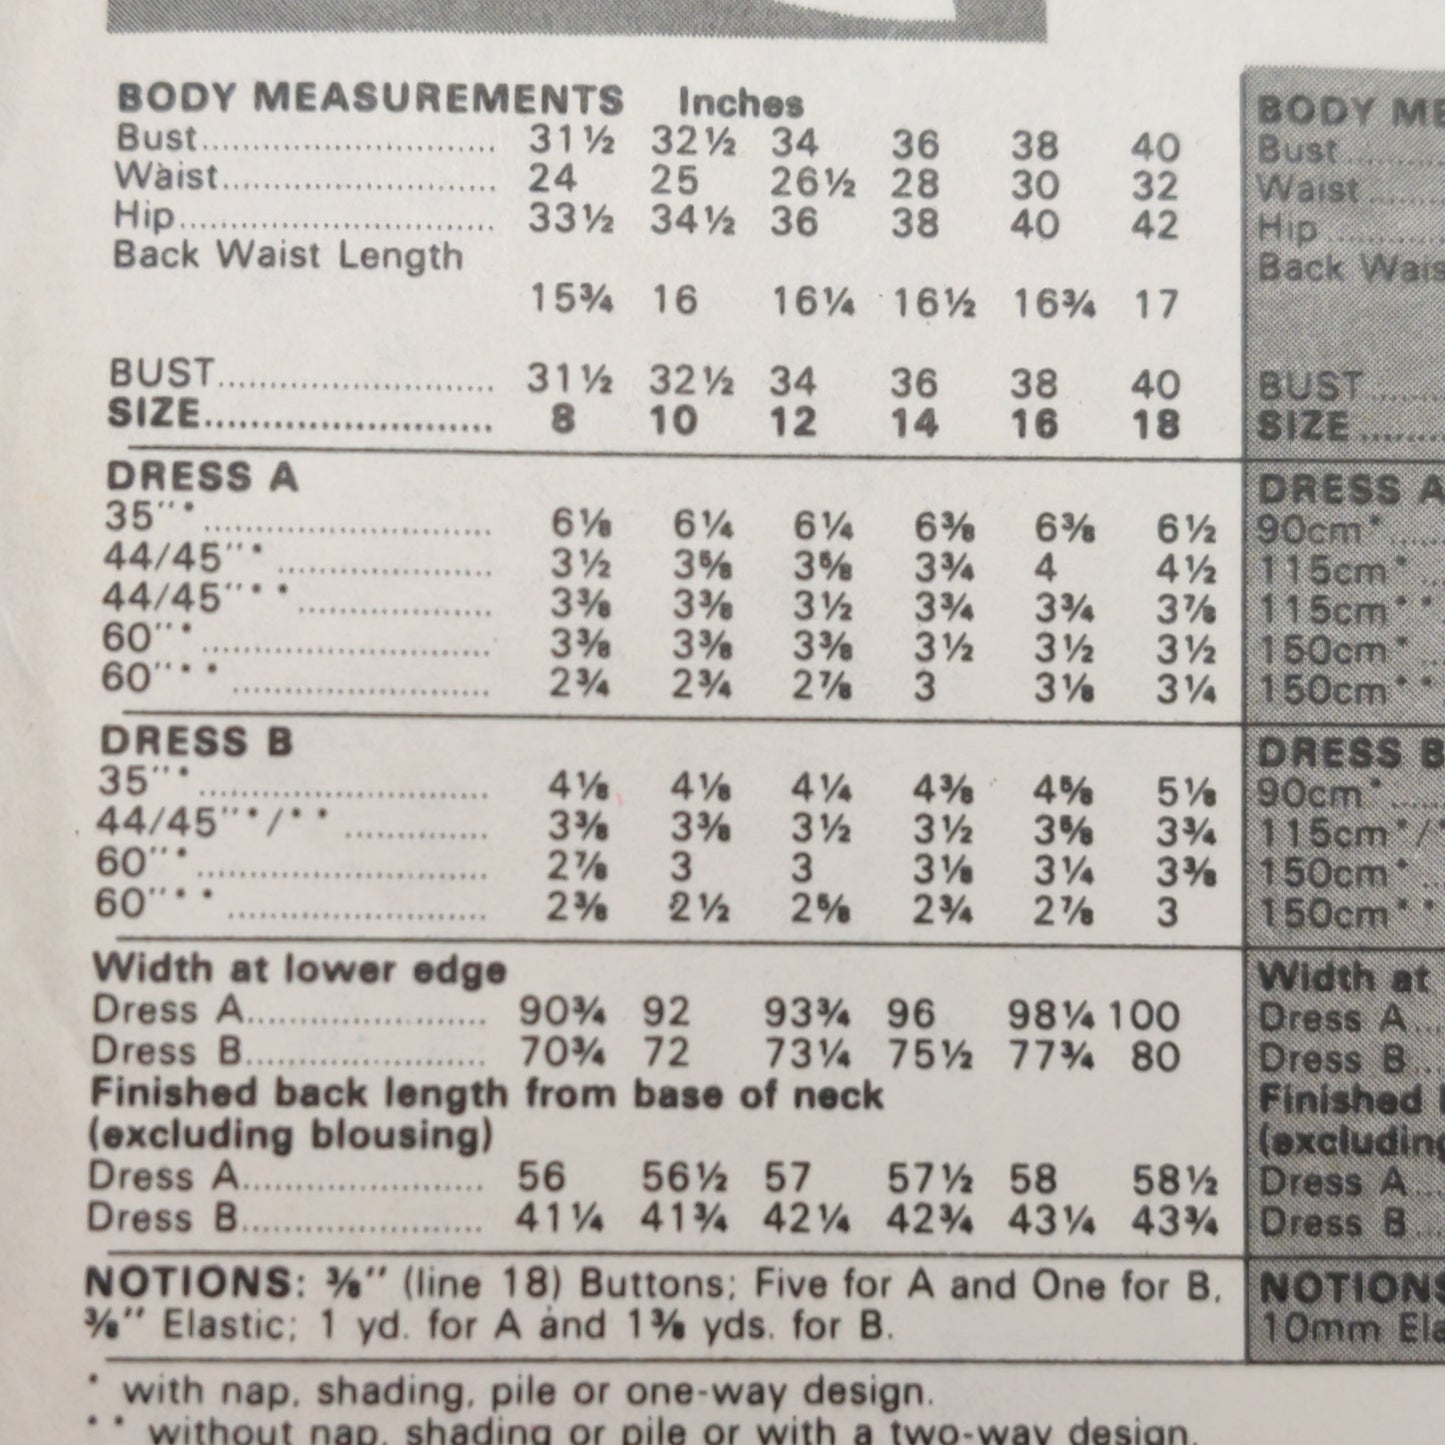 BODY MEASUREMENTS Inches
Bust.............................. 31½ 32½ 34 36 38 40
Waist............................ 24 25 26½ 28 30 32
Hip................................ 33½ 34½ 36 38 40 42
Back Waist Length
15¾ 16 16¼ 16½ 16¾ 17
BUST............................ 31½ 32½ 34 36 38 40
SIZE............................. 8 10 12 14 16 18
DRESS A
35"* ............................. 6⅛ 6¼ 6¼ 6⅜ 6⅜ 6½
44/45"* ................... 3½ 3⅝ 3⅝ 3¾ 4 4½
44/45"** ................. 3⅜ 3⅜ 3½ 3¾ 3¾ 3⅞
60"* ............................. 3⅜ 3⅜ 3⅜ 3½ 3½ 3½
60"** .......................... 2¾ 2¾ 2⅞ 3 3⅛ 3¼
DRESS B
35"* ............................. 4⅛ 4⅛ 4¼ 4⅜ 4⅝ 5⅛
44/45"*/** .............. 3⅜ 3⅜ 3½ 3½ 3⅝ 3¾
60"* ............................. 2⅞ 3 3 3⅛ 3¼ 3⅜
60"** .......................... 2⅜ 2½ 2⅝ 2¾ 2⅞ 3
Width at lower edge
Dress A........................ 90¾ 92 93¾ 96 98¼ 100
Dress B........................ 70¾ 72 73¼ 75½ 77¾ 80
Finished back length from base of neck
(excluding blousing)
Dress A........................ 56 56½ 57 57½ 58 58½
Dress B........................ 41¼ 41¾ 42¼ 42¾ 43¼ 43¾
NOTIONS: ⅜" (line 18) Buttons; Five for A and One for B.
⅜" Elastic; 1 yd. for A and 1⅜ yds. for B.
* with nap, shading, pile or one-way design.
** without nap, shading or pile or with a two-way design.
BODY ME
Bust
Waist
Hip
Back Wais
BUST
SIZE
DRESS A
90cm*
115cm*
115cm**
150cm*
150cm**
DRESS B
90cm*
115cm*/*
150cm*
150cm**
Width at
Dress A
Dress B
Finished
(excluding
Dress A
Dress B
NOTIONS
10mm Ela